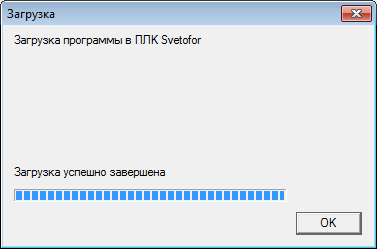 Загрузка
Загрузка программы в ПЛК Svetofor
Загрузка успешно завершена
OK